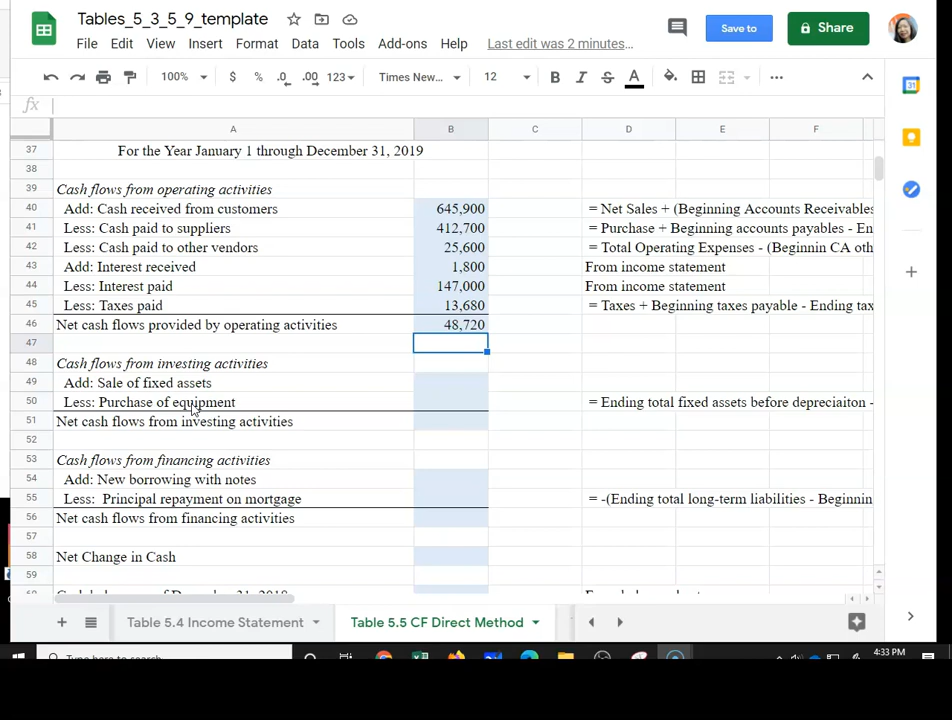 Tables_5_3_5_9_template
File Edit View Insert Format Data Tools Add-ons Help Last edit was 2 minutes...
Save to
Share
100% $ % .0 .00 123 Times New... 12 B I S A
fx
A B C D E F
37 For the Year January 1 through December 31, 2019
38
39 Cash flows from operating activities
40 Add: Cash received from customers 645,900 = Net Sales + (Beginning Accounts Receivables
41 Less: Cash paid to suppliers 412,700 = Purchase + Beginning accounts payables - En
42 Less: Cash paid to other vendors 25,600 = Total Operating Expenses - (Beginnin CA oth
43 Add: Interest received 1,800 From income statement
44 Less: Interest paid 147,000 From income statement
45 Less: Taxes paid 13,680 = Taxes + Beginning taxes payable - Ending tax
46 Net cash flows provided by operating activities 48,720
47
48 Cash flows from investing activities
49 Add: Sale of fixed assets
50 Less: Purchase of equipment = Ending total fixed assets before depreciaiton -
51 Net cash flows from investing activities
52
53 Cash flows from financing activities
54 Add: New borrowing with notes
55 Less: Principal repayment on mortgage = -(Ending total long-term liabilities - Beginnin
56 Net cash flows from financing activities
57
58 Net Change in Cash
59
Table 5.4 Income Statement Table 5.5 CF Direct Method
4:33 PM